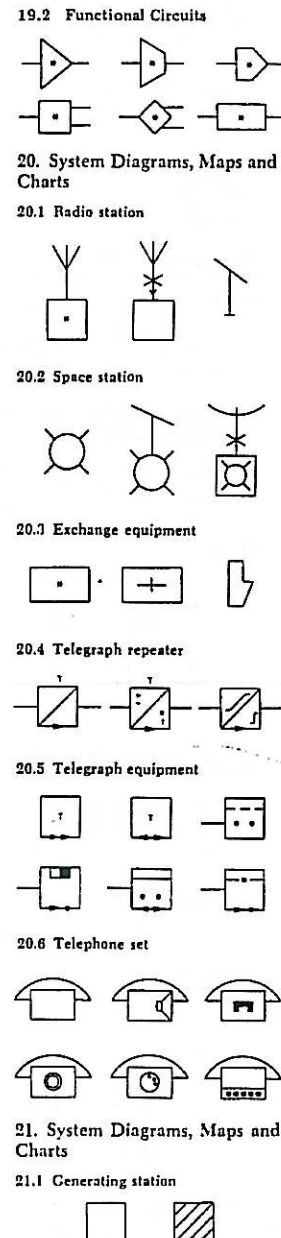 19.2 Functional Circuits
20. System Diagrams, Maps and
Charts
20.1 Radio station
20.2 Space station
20.3 Exchange equipment
20.4 Telegraph repeater
T
T
20.5 Telegraph equipment
T
T
20.6 Telephone set
21. System Diagrams, Maps and
Charts
21.1 Generating station